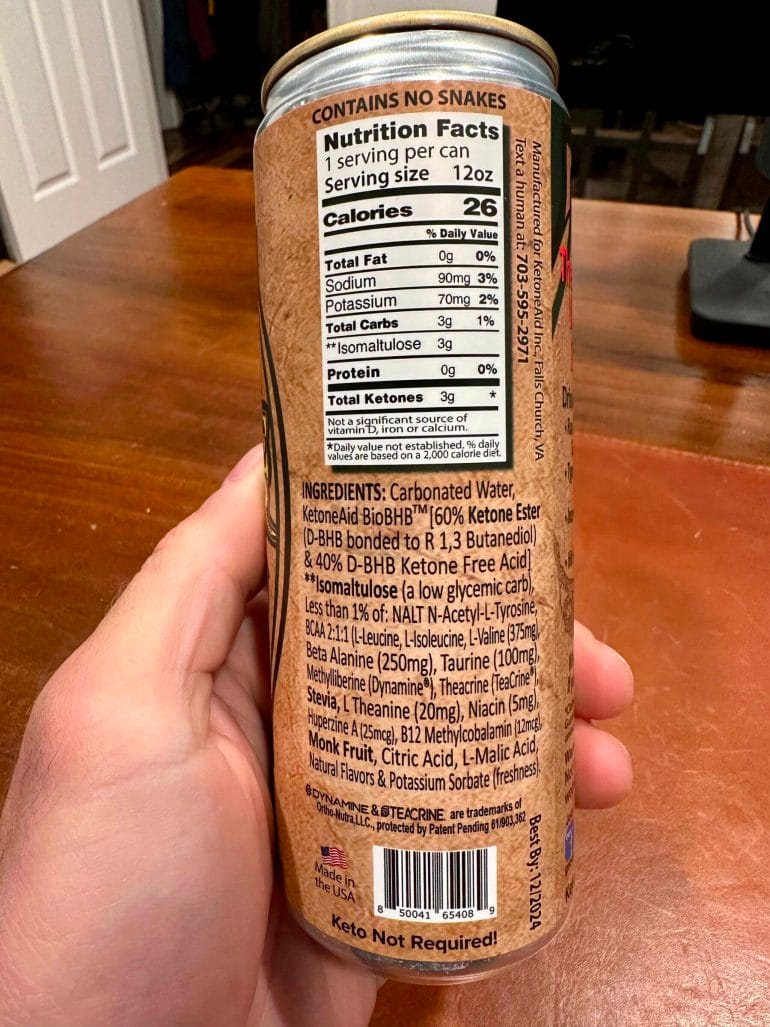 CONTAINS NO SNAKES
Nutrition Facts
1 serving per can
Serving size 12oz
Calories 26
% Daily Value
Total Fat 0g 0%
Sodium 90mg 3%
Potassium 70mg 2%
Total Carbs 3g 1%
**Isomaltulose 3g
Protein 0g 0%
Total Ketones 3g *
Not a significant source of
vitamin D, iron or calcium.
*Daily value not established, % daily
values are based on a 2,000 calorie diet.
Manufactured for KetoneAid Inc., Falls Church, VA
Text a human at: 703-595-2971
INGREDIENTS: Carbonated Water,
KetoneAid BioBHB™ [60% Ketone Ester
(D-BHB bonded to R 1,3 Butanediol)
& 40% D-BHB Ketone Free Acid]
**Isomaltulose (a low glycemic carb),
Less than 1% of: NALT N-Acetyl-L-Tyrosine,
BCAA 2:1:1 (L-Leucine, L-Isoleucine, L-Valine (375mg),
Beta Alanine (250mg), Taurine (100mg),
Methylliberine (Dynamine®), Theacrine (TeaCrine®),
Stevia, L Theanine (20mg), Niacin (5mg),
Huperzine A (25mcg), B12 Methylcobalamin (12mcg),
Monk Fruit, Citric Acid, L-Malic Acid,
Natural Flavors & Potassium Sorbate (freshness).
DYNAMINE & TEACRINE are trademarks of
Ortho-Nutra, LLC., protected by Patent Pending 61/903,362
Made in
the USA
8 50041 65408 9
Best By: 12/2024
Keto Not Required!